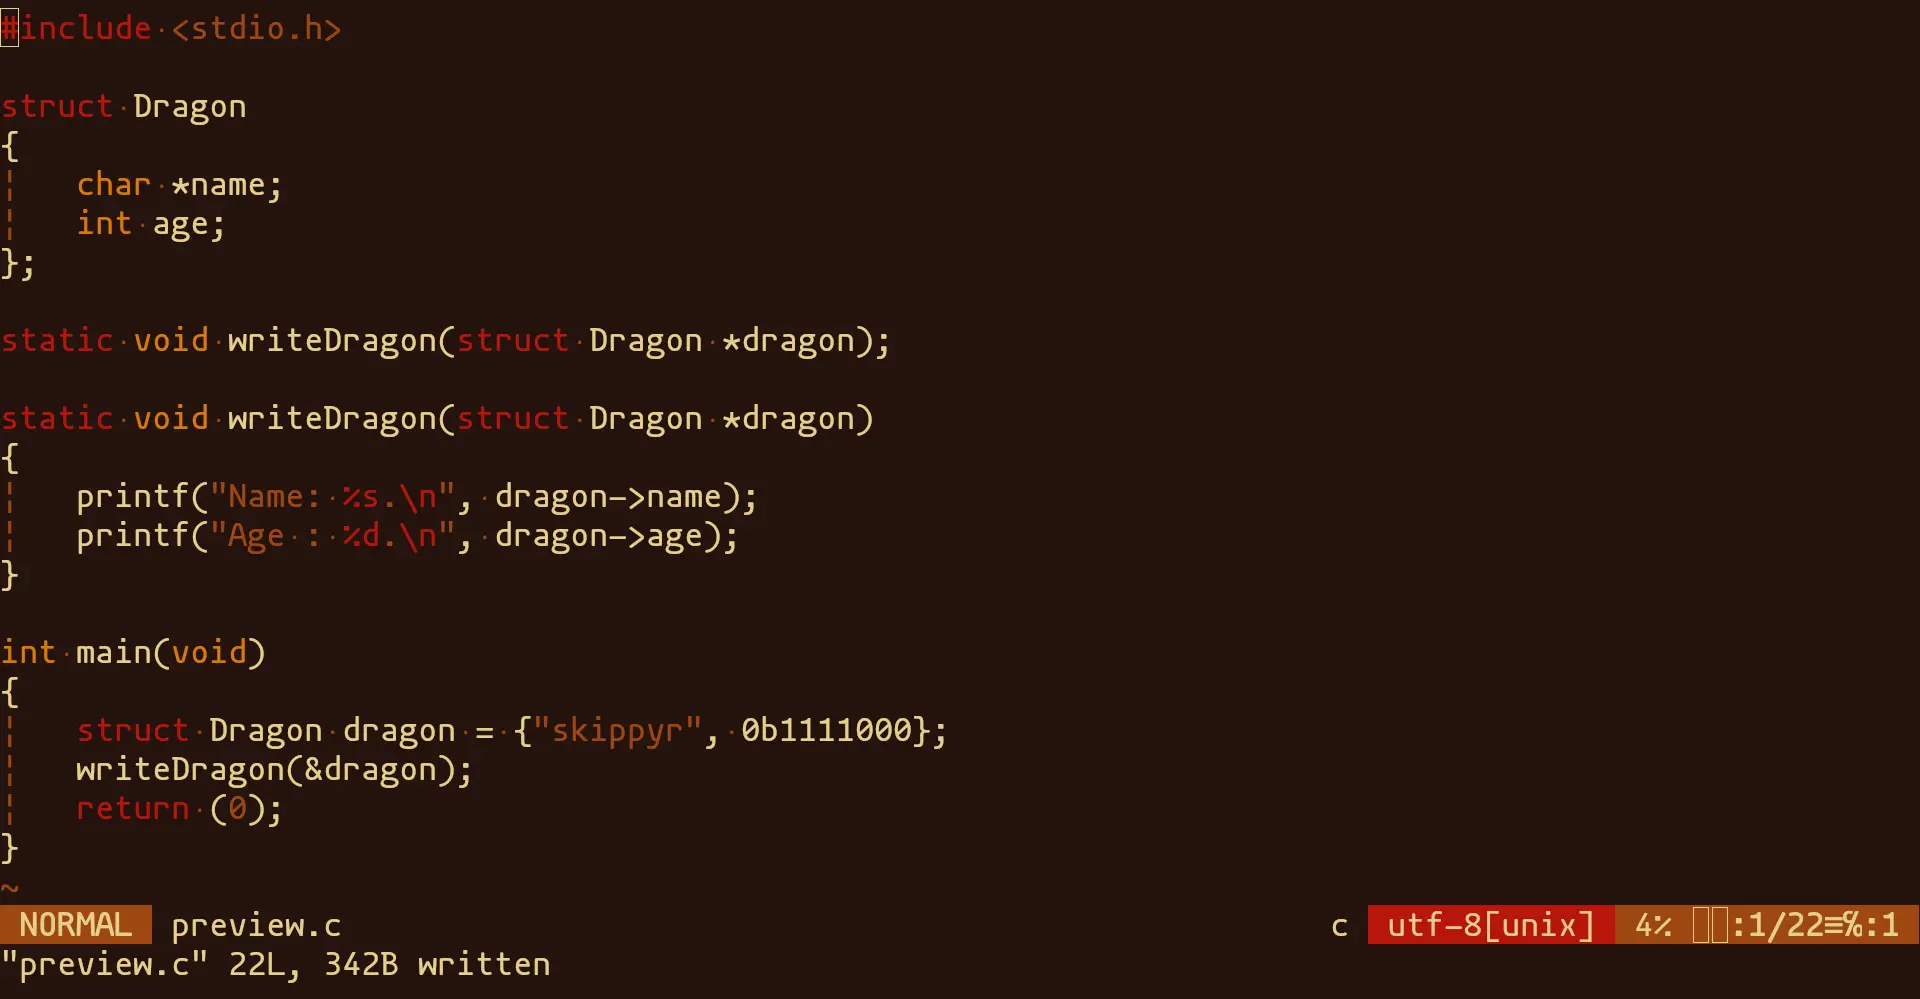 #include <stdio.h>

struct Dragon
{
    char *name;
    int age;
};

static void writeDragon(struct Dragon *dragon);

static void writeDragon(struct Dragon *dragon)
{
    printf("Name: %s.\n", dragon->name);
    printf("Age : %d.\n", dragon->age);
}

int main(void)
{
    struct Dragon dragon = {"skippyr", 0b1111000};
    writeDragon(&dragon);
    return (0);
}
~
NORMAL preview.c c utf-8[unix] 4% :1/22≡℅:1
"preview.c" 22L, 342B written